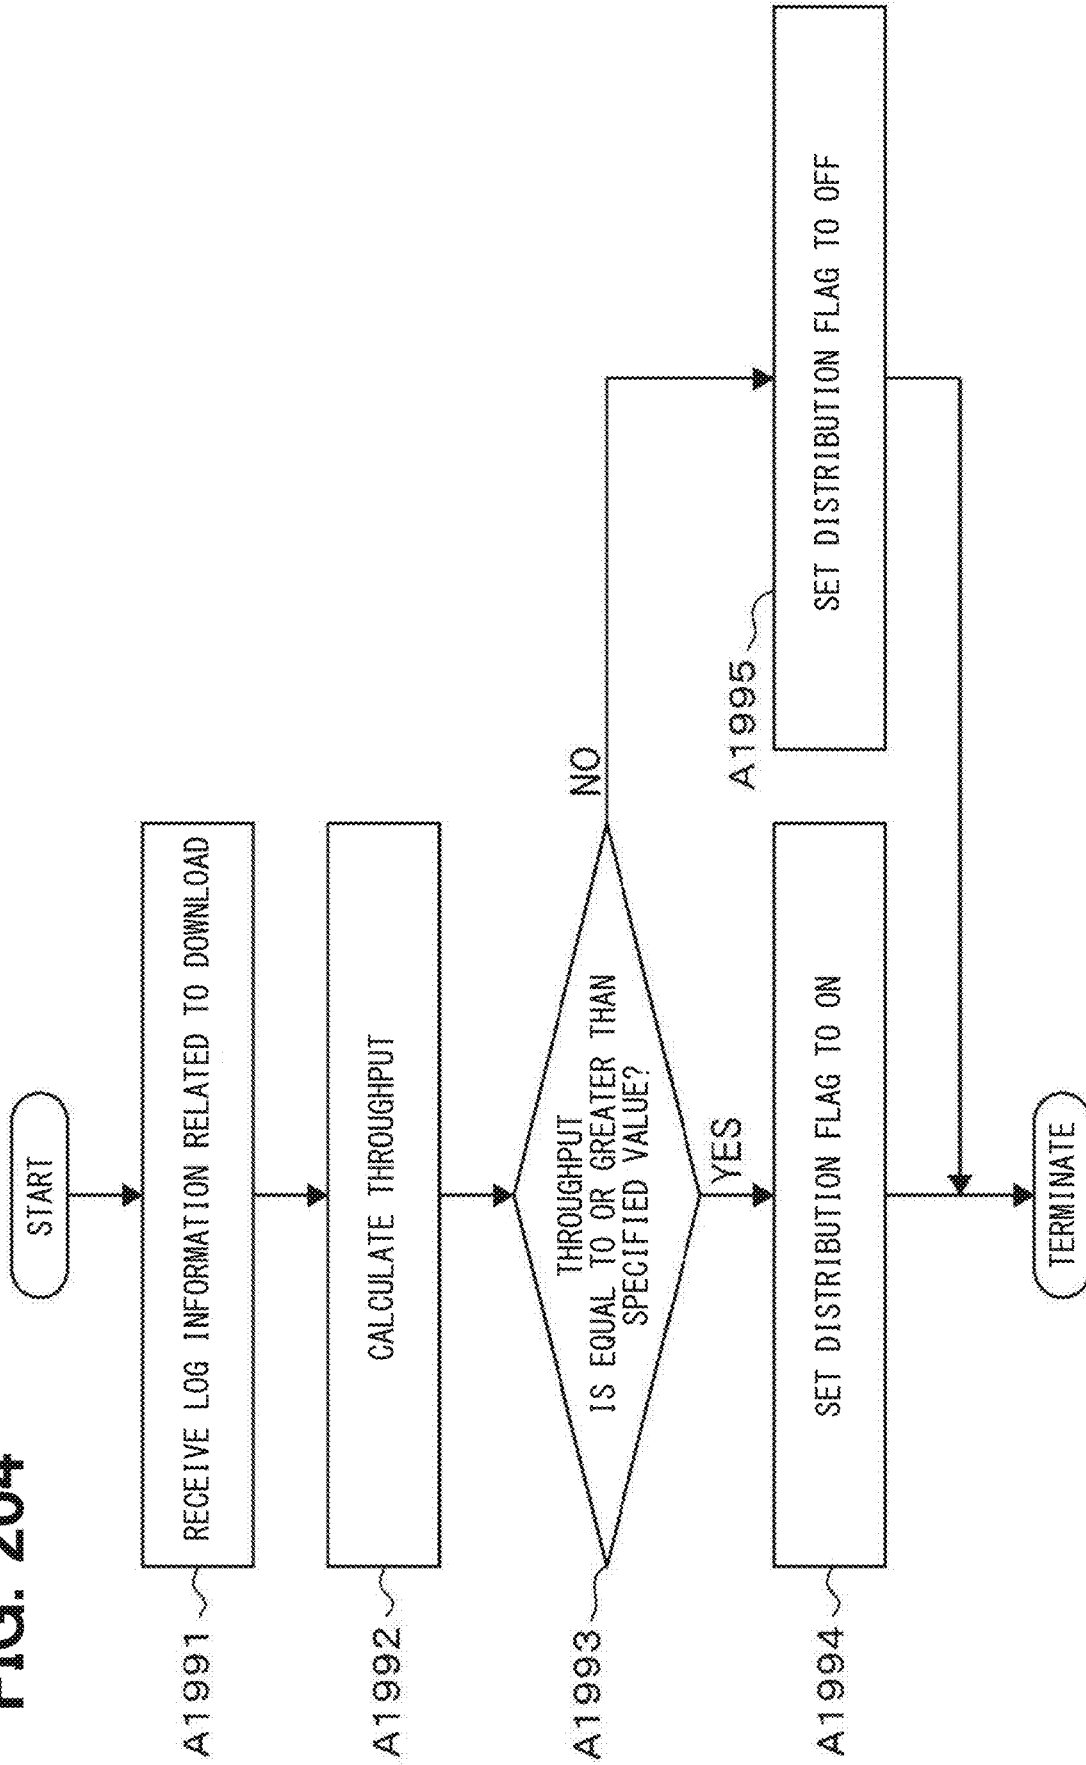 FIG. 204
START
A1991
RECEIVE LOG INFORMATION RELATED TO DOWNLOAD
A1992
CALCULATE THROUGHPUT
A1993
THROUGHPUT
IS EQUAL TO OR GREATER THAN
SPECIFIED VALUE?
NO
YES
A1994
SET DISTRIBUTION FLAG TO ON
A1995
SET DISTRIBUTION FLAG TO OFF
TERMINATE